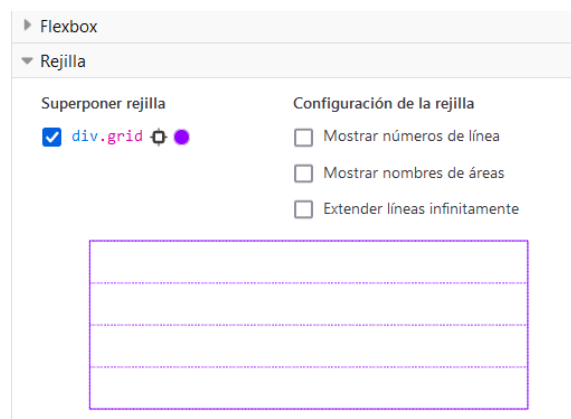 Flexbox
Rejilla
Superponer rejilla
div.grid
Configuración de la rejilla
Mostrar números de línea
Mostrar nombres de áreas
Extender líneas infinitamente